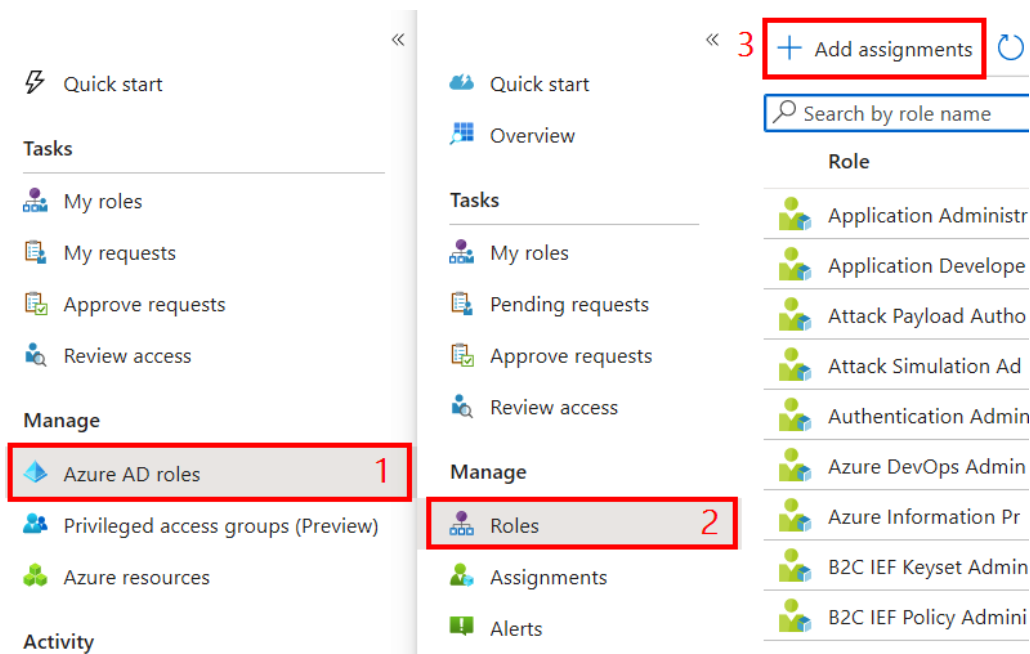 «
Quick start
Tasks
My roles
My requests
Approve requests
Review access
Manage
Azure AD roles 1
Privileged access groups (Preview)
Azure resources
Activity
«
Quick start
Overview
Tasks
My roles
Pending requests
Approve requests
Review access
Manage
Roles 2
Assignments
Alerts
3 + Add assignments
Search by role name
Role
Application Administr
Application Develope
Attack Payload Autho
Attack Simulation Ad
Authentication Admin
Azure DevOps Admin
Azure Information Pr
B2C IEF Keyset Admin
B2C IEF Policy Admini